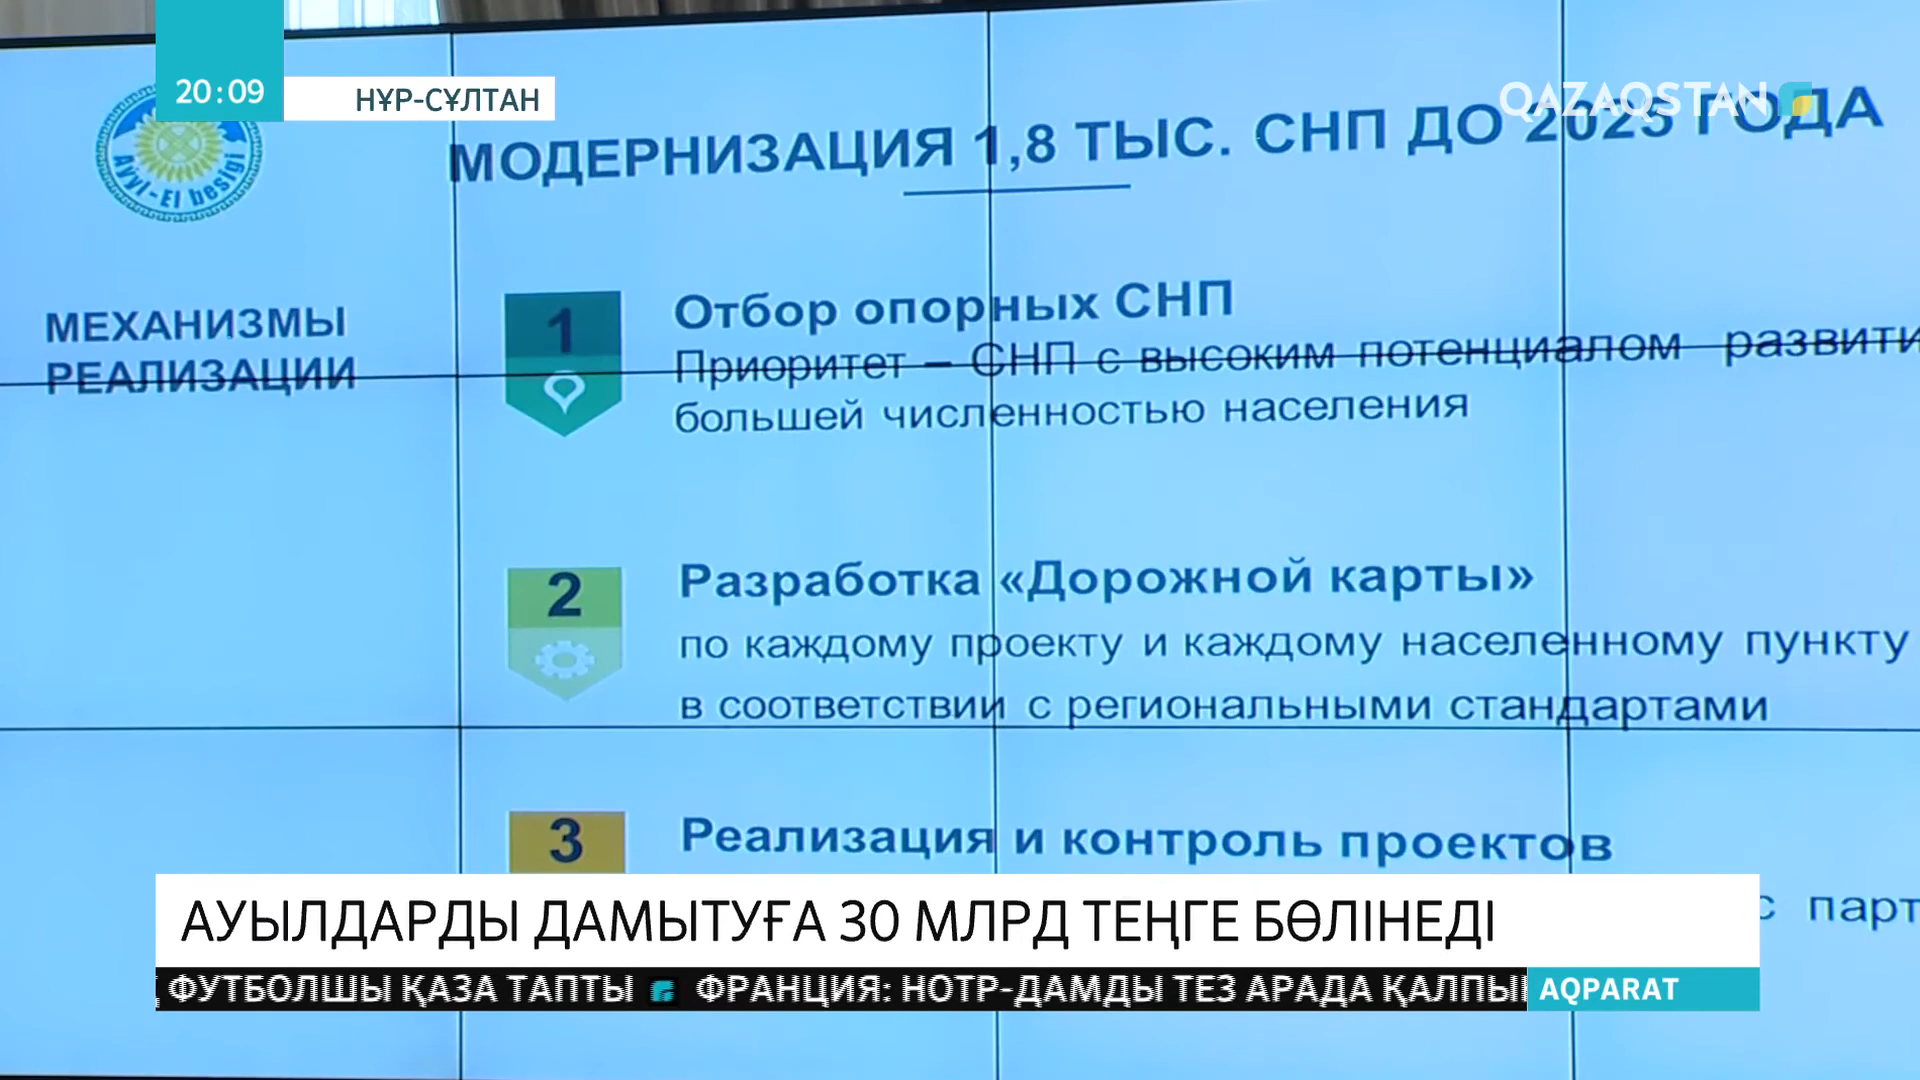 20:09
НҰР-СҰЛТАН
QAZAQSTAN
Ayyl-El besigi
МОДЕРНИЗАЦИЯ 1,8 ТЫС. СНП ДО 2025 ГОДА
МЕХАНИЗМЫ
РЕАЛИЗАЦИИ
1
Отбор опорных СНП
Приоритет – СНП с высоким потенциалом развити
большей численностью населения
2
Разработка «Дорожной карты»
по каждому проекту и каждому населенному пункту
в соответствии с региональными стандартами
3
Реализация и контроль проектов
с парт
АУЫЛДАРДЫ ДАМЫТУҒА 30 МЛРД ТЕҢГЕ БӨЛІНЕДІ
ФУТБОЛШЫ ҚАЗА ТАПТЫ ФРАНЦИЯ: НОТР-ДАМДЫ ТЕЗ АРАДА ҚАЛПЫ
AQPARAT